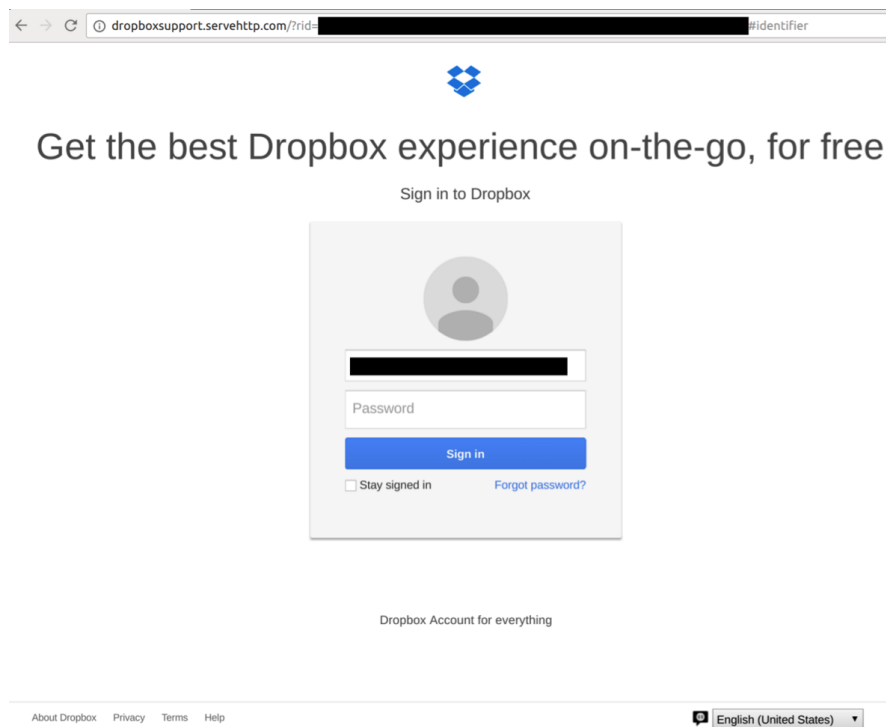 dropboxsupport.servehttp.com/?rid= #identifier
Get the best Dropbox experience on-the-go, for free
Sign in to Dropbox
Password
Sign in
Stay signed in Forgot password?
Dropbox Account for everything
About Dropbox Privacy Terms Help English (United States)